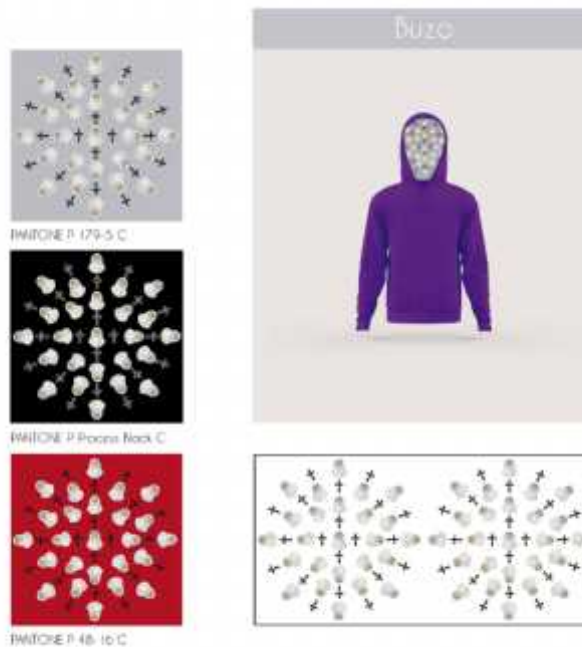 Buzo
PANTONE P 179-5 C
PANTONE P Process Black C
PANTONE P 48-16 C